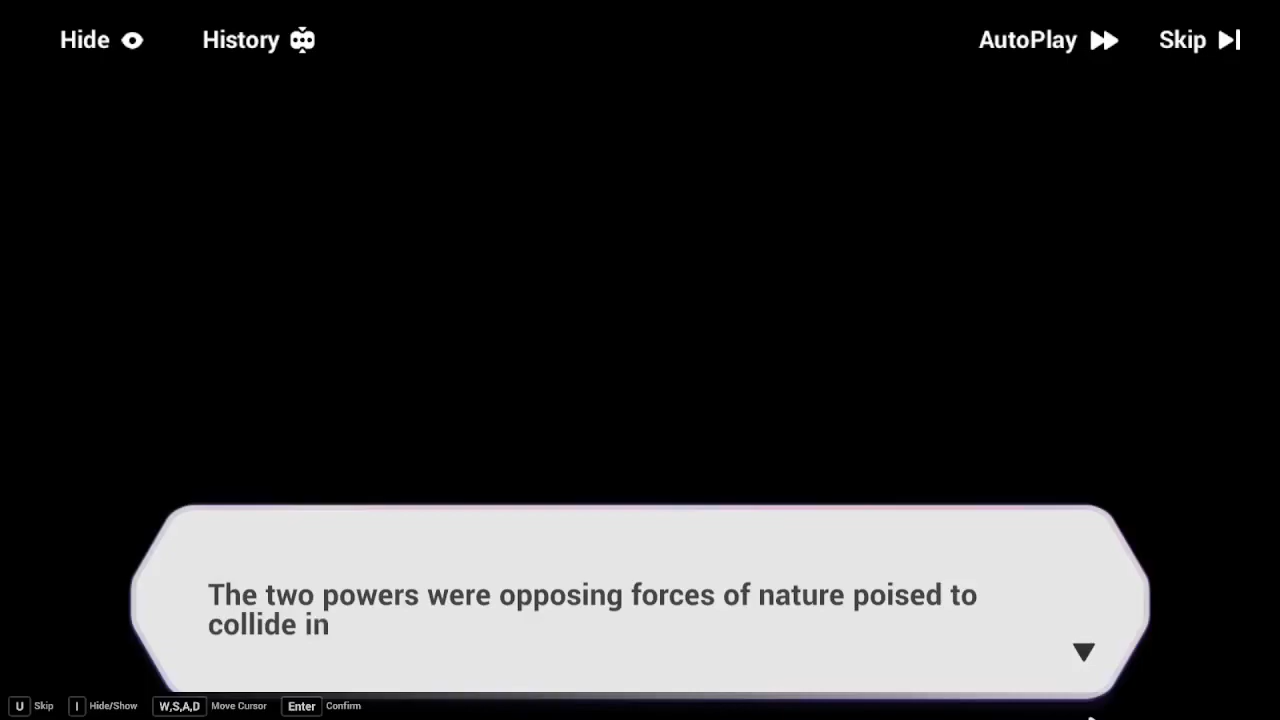 Hide
History
AutoPlay
Skip
The two powers were opposing forces of nature poised to
collide in
U Skip I Hide/Show W,S,A,D Move Cursor Enter Confirm